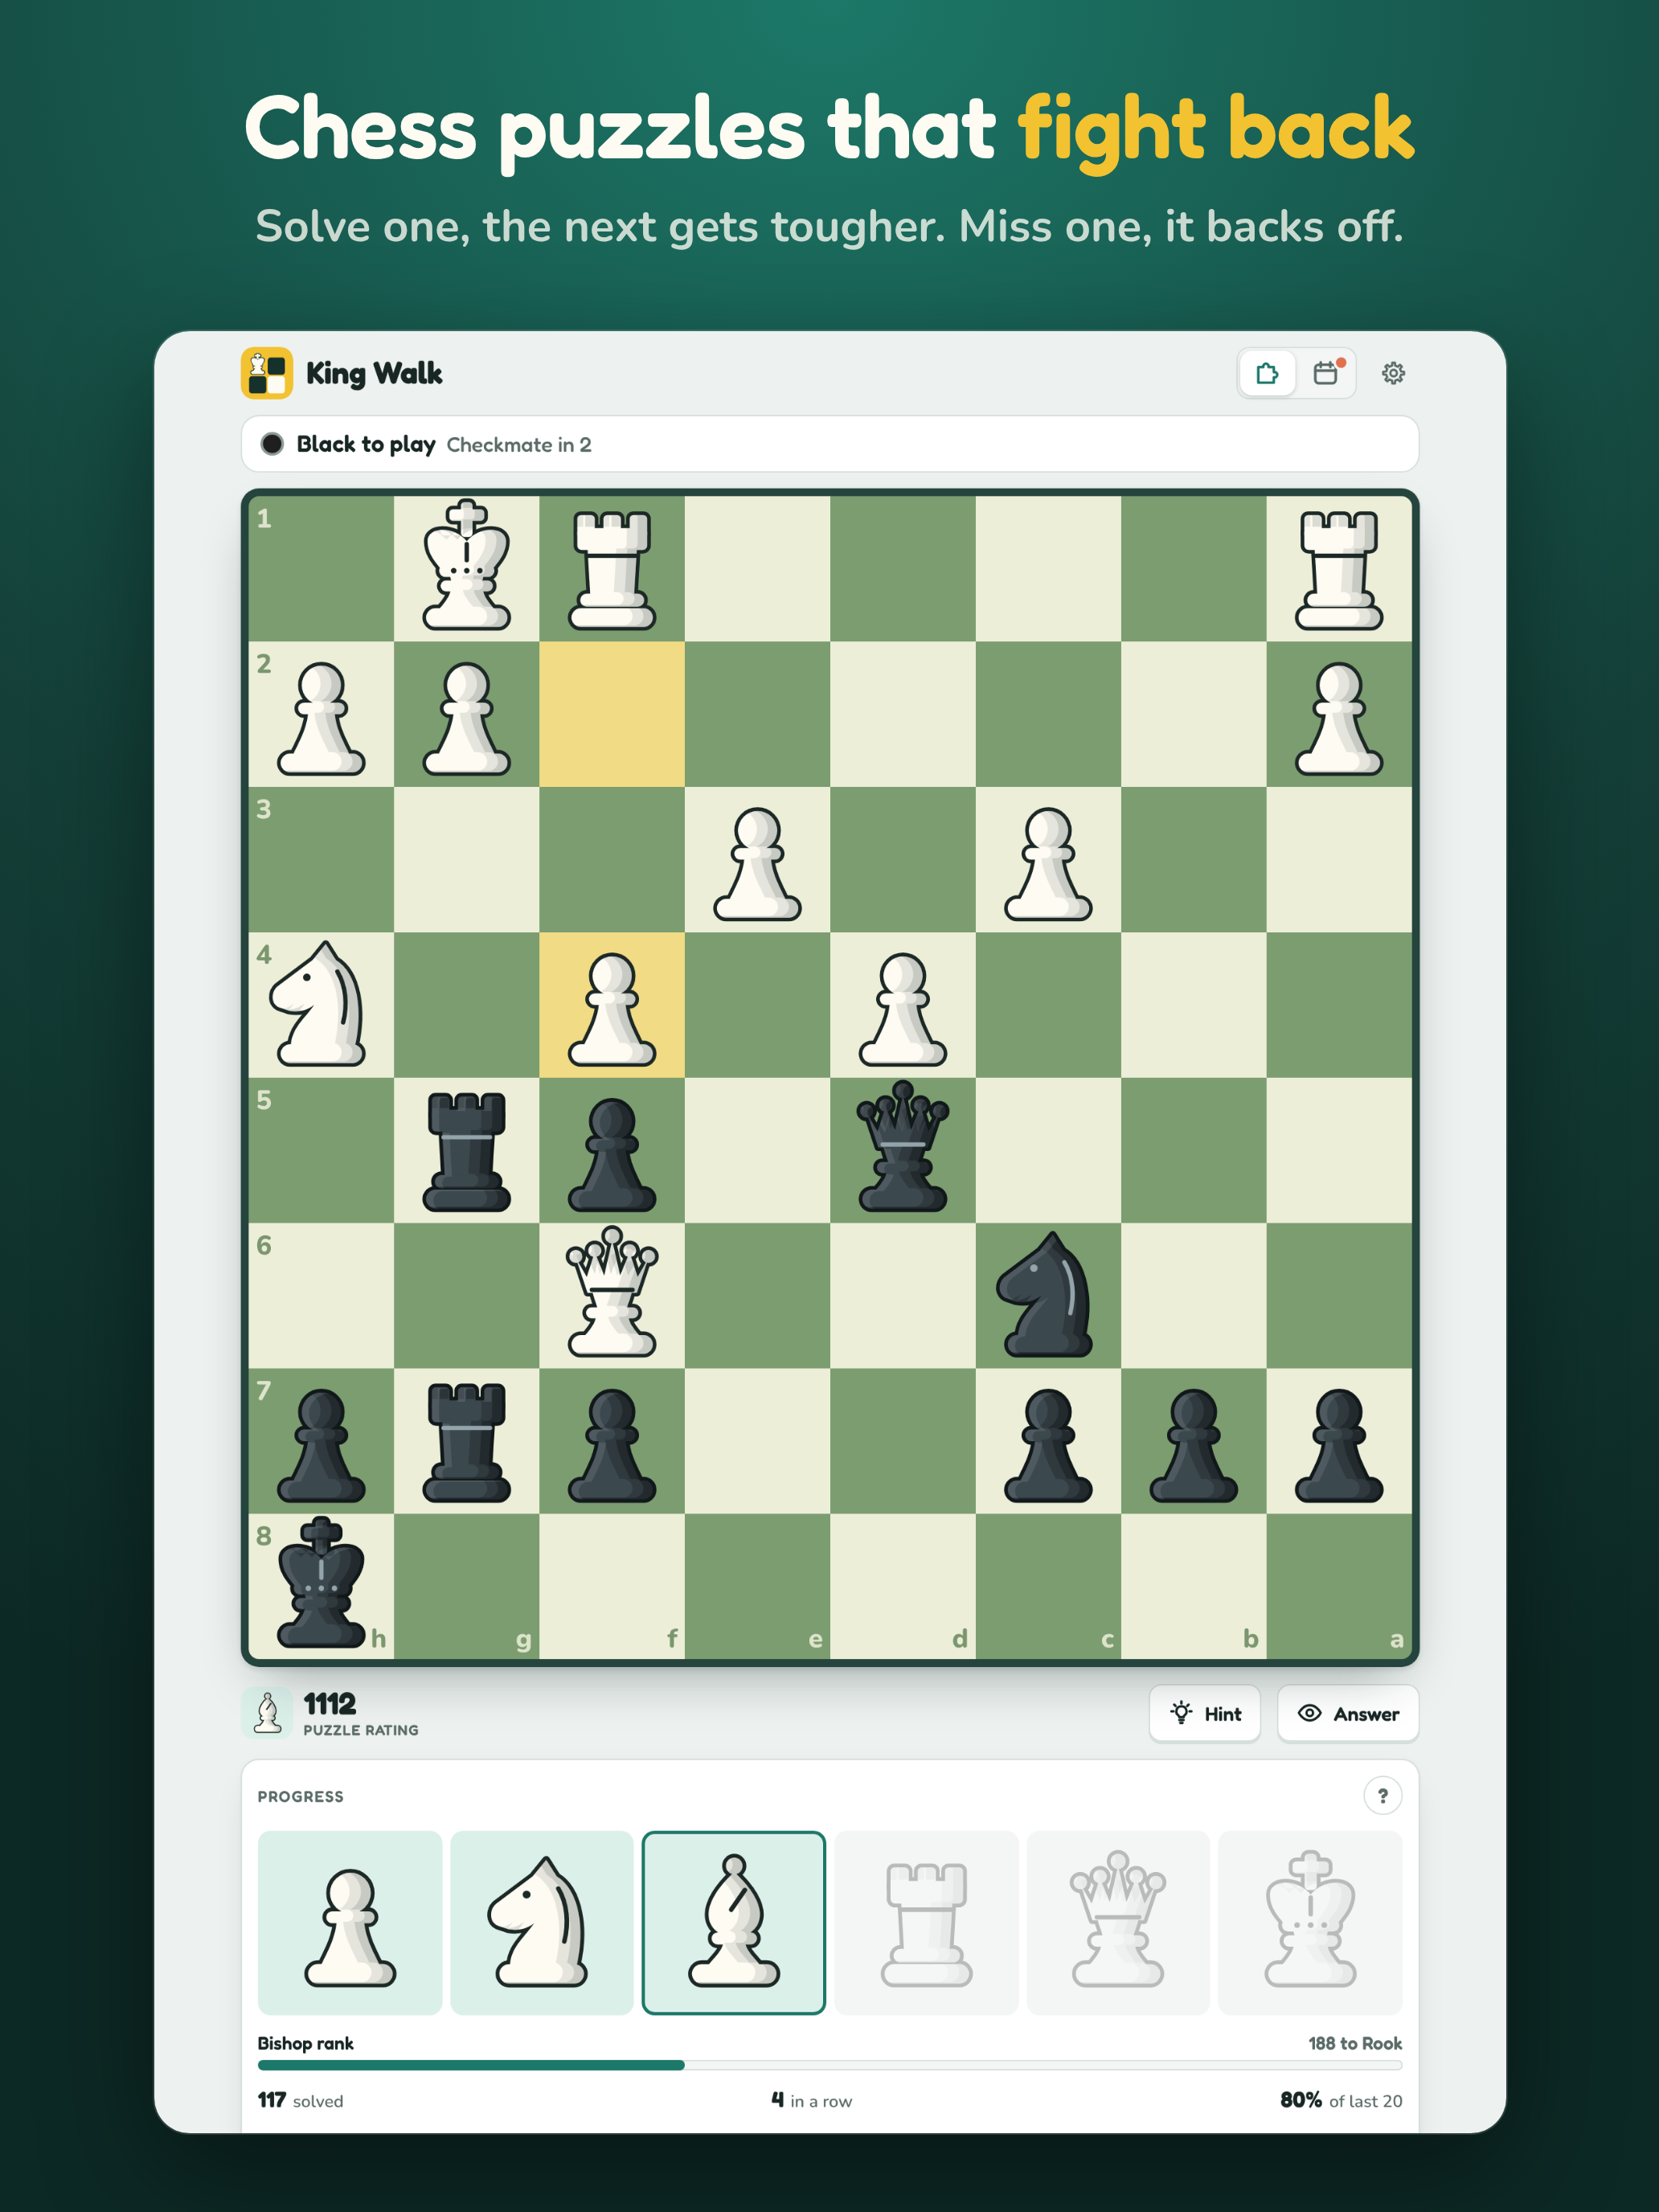 Chess puzzles that fight back
Solve one, the next gets tougher. Miss one, it backs off.
King Walk
Black to play Checkmate in 2
1
2
3
4
5
6
7
8
h g f e d c b a
1112
PUZZLE RATING
Hint
Answer
PROGRESS
?
Bishop rank
188 to Rook
117 solved
4 in a row
80% of last 20